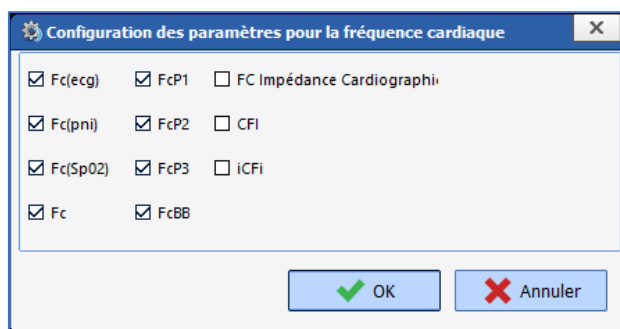 Configuration des paramètres pour la fréquence cardiaque
Fc(ecg) FcP1 FC Impédance Cardiographi
Fc(pni) FcP2 CFI
Fc(Sp02) FcP3 iCFi
Fc FcBB
OK Annuler